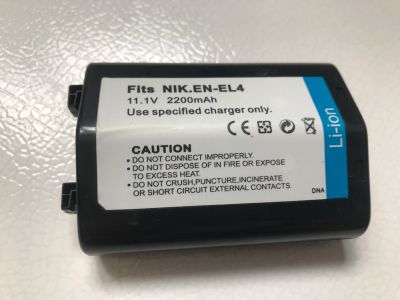 Fits NIK.EN-EL4
11.1V 2200mAh
Use specified charger only.
CE
Li-ion
CAUTION
• DO NOT CONNECT IMPROPERLY.
• DO NOT DISPOSE OF IN FIRE OR EXPOSE
TO EXCESS HEAT.
• DO NOT CRUSH,PUNCTURE,INCINERATE
OR SHORT CIRCUIT EXTERNAL CONTACTS.
DNA